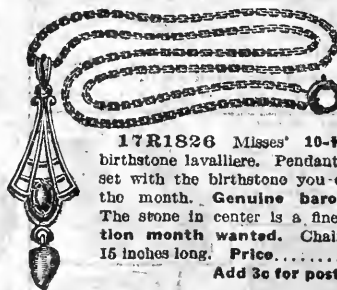 17R1826 Misses' 10-k
birthstone lavalliere. Pendant
set with the birthstone you
the month. Genuine baro
The stone in center is a fine
tion month wanted. Chai
15 inches long. Price........
Add 3c for post